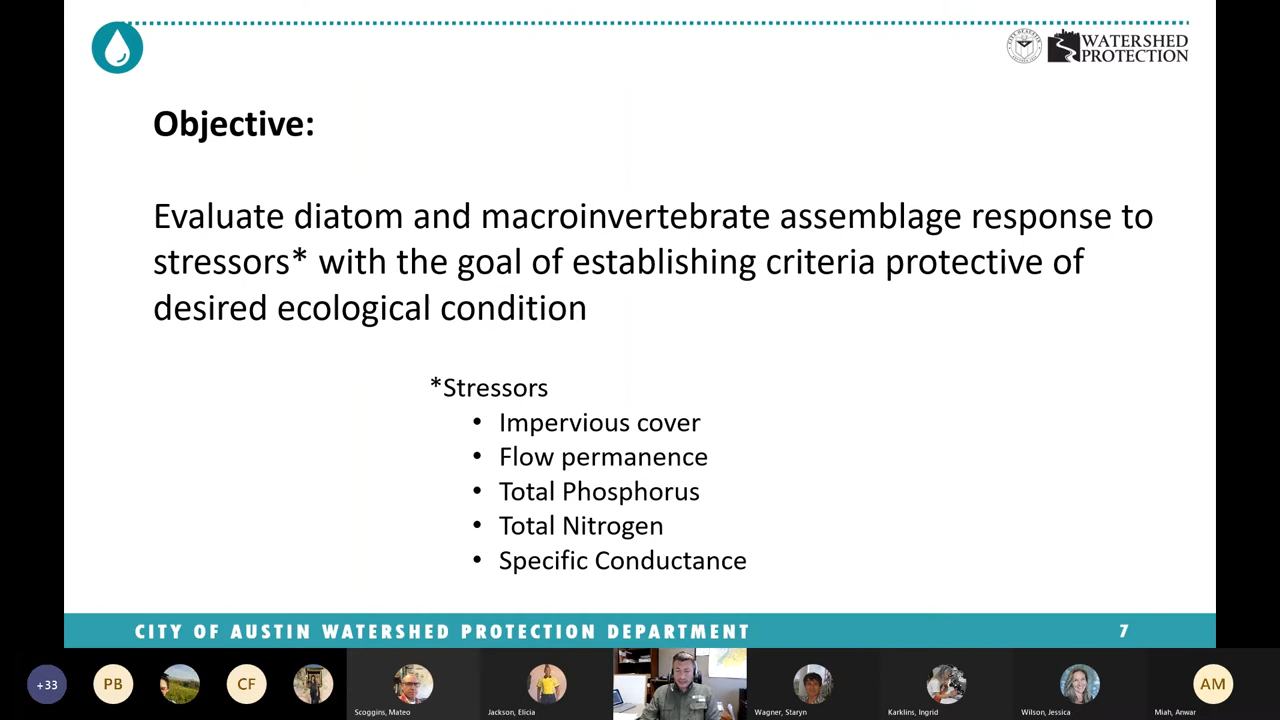 WATERSHED
PROTECTION
Objective:
Evaluate diatom and macroinvertebrate assemblage response to
stressors* with the goal of establishing criteria protective of
desired ecological condition
*Stressors
• Impervious cover
• Flow permanence
• Total Phosphorus
• Total Nitrogen
• Specific Conductance
CITY OF AUSTIN WATERSHED PROTECTION DEPARTMENT 7
+33 PB CF AM
Scoggins, Mateo Jackson, Elicia Wagner, Staryn Karklins, Ingrid Wilson, Jessica Miah, Anwar